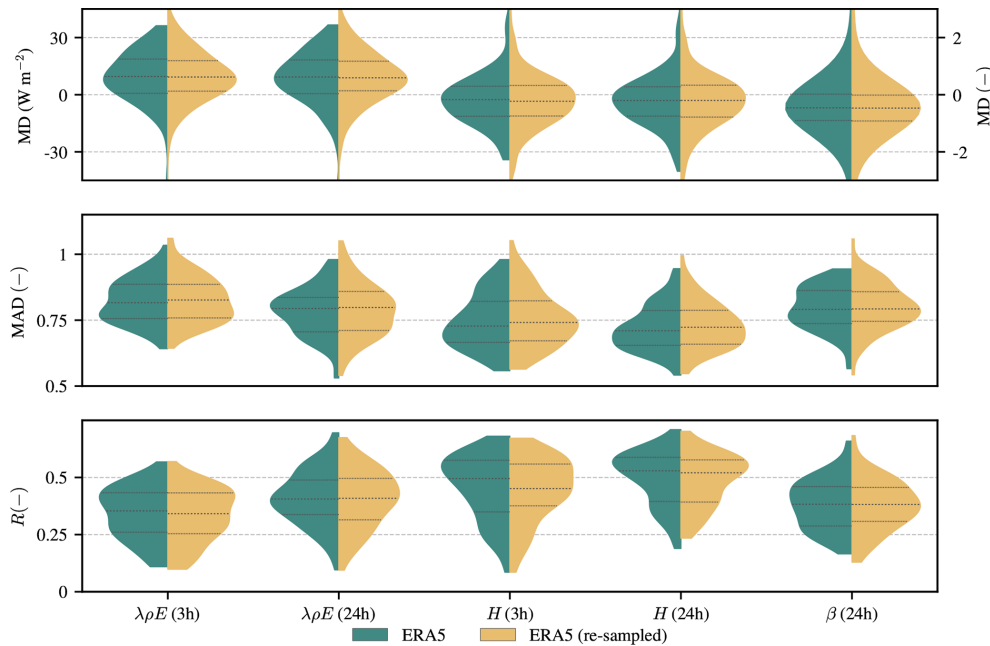 MD (W m⁻²)
30
0
-30
2
0
-2
MD (−)
MAD (−)
1
0.75
0.5
R(−)
0.5
0.25
0
λρE (3h)
λρE (24h)
H (3h)
H (24h)
β (24h)
ERA5
ERA5 (re-sampled)